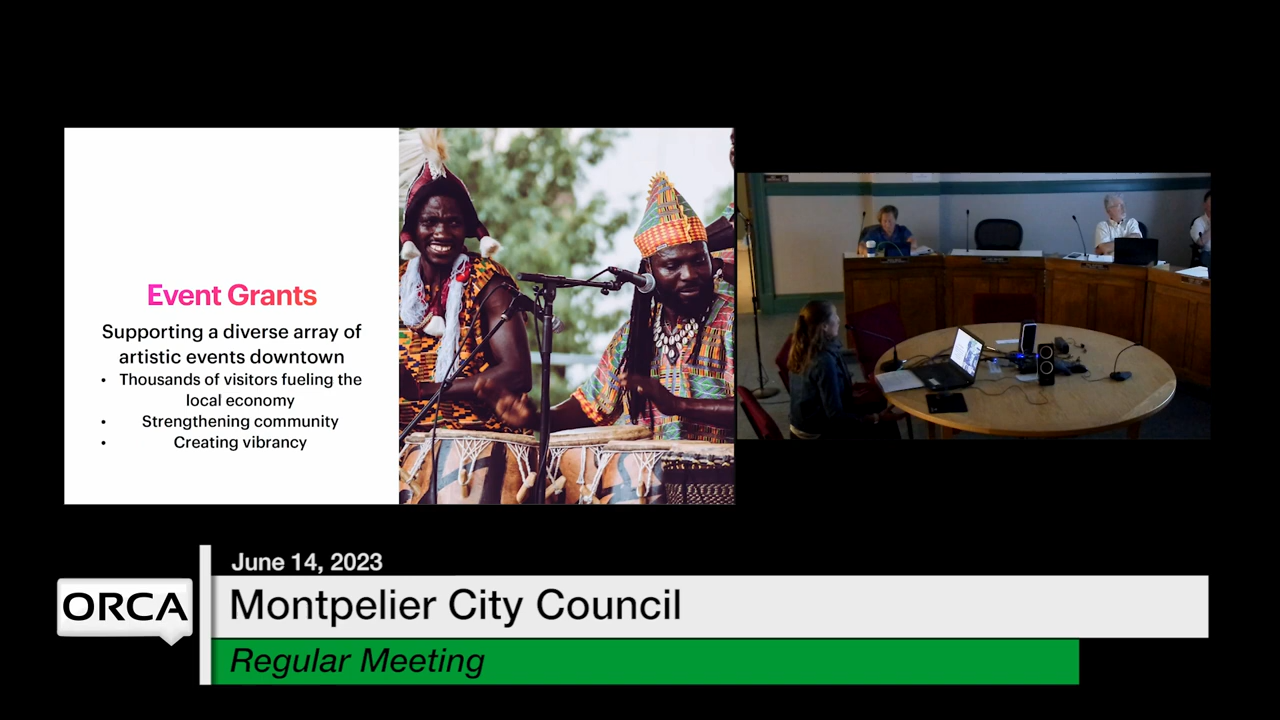 Event Grants
Supporting a diverse array of
artistic events downtown
• Thousands of visitors fueling the
local economy
• Strengthening community
• Creating vibrancy
June 14, 2023
ORCA
Montpelier City Council
Regular Meeting